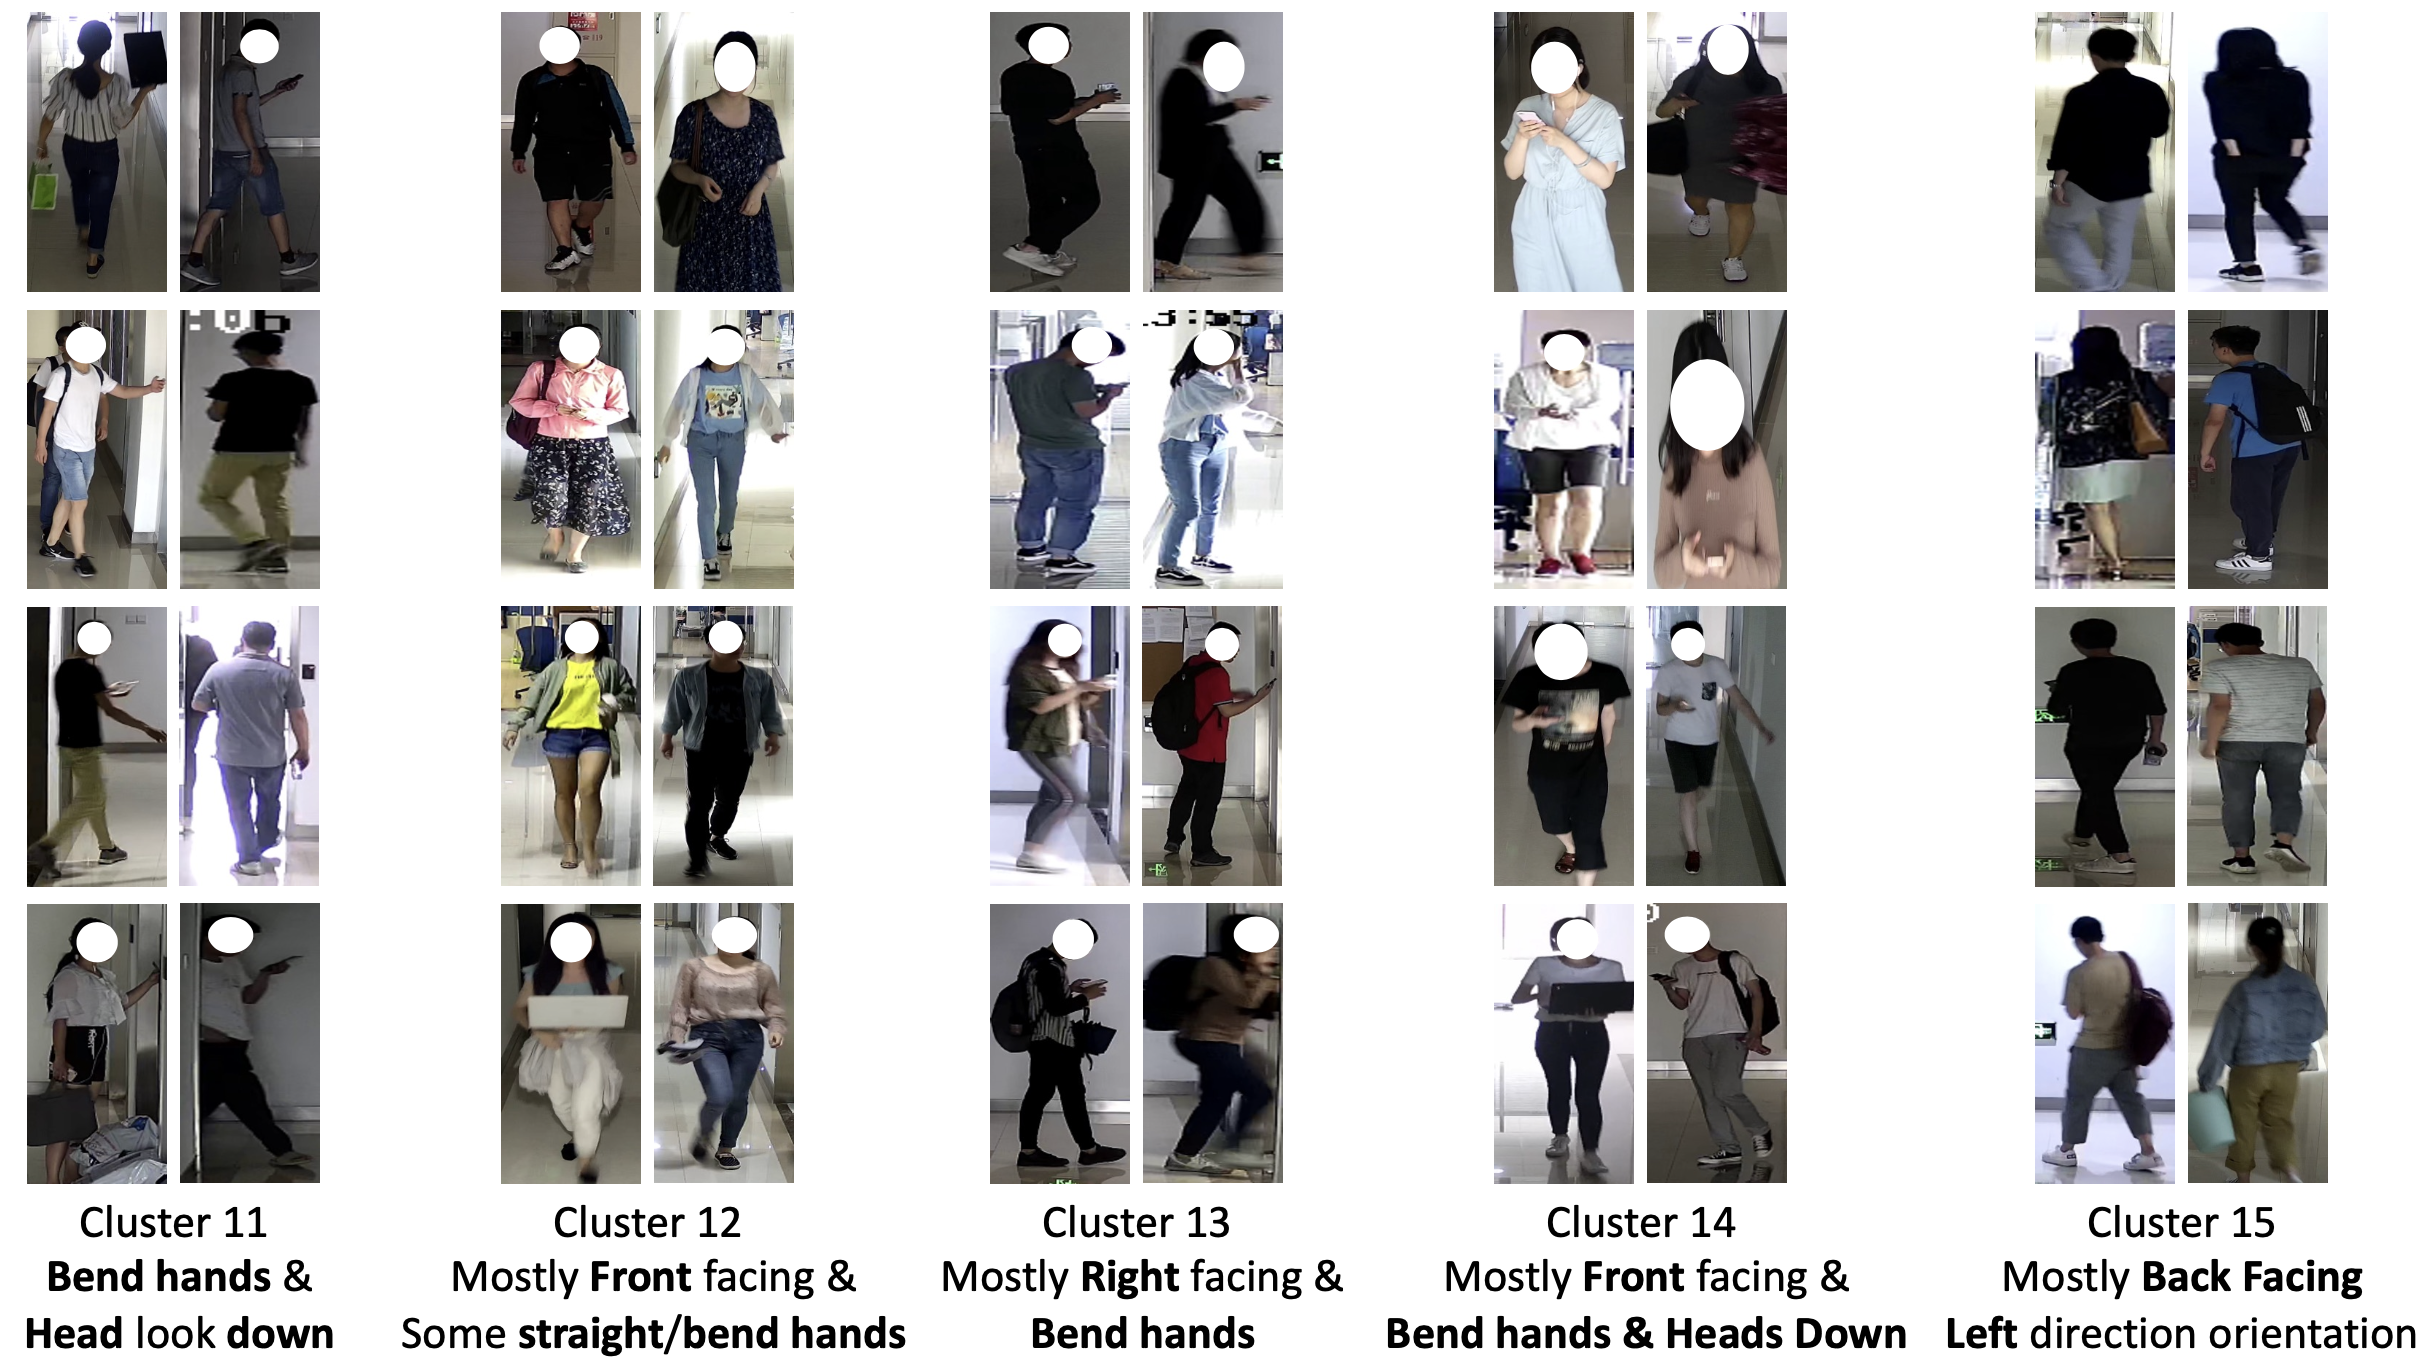 Cluster 11
Bend hands &
Head look down
Cluster 12
Mostly Front facing &
Some straight/bend hands
Cluster 13
Mostly Right facing &
Bend hands
Cluster 14
Mostly Front facing &
Bend hands & Heads Down
Cluster 15
Mostly Back Facing
Left direction orientation